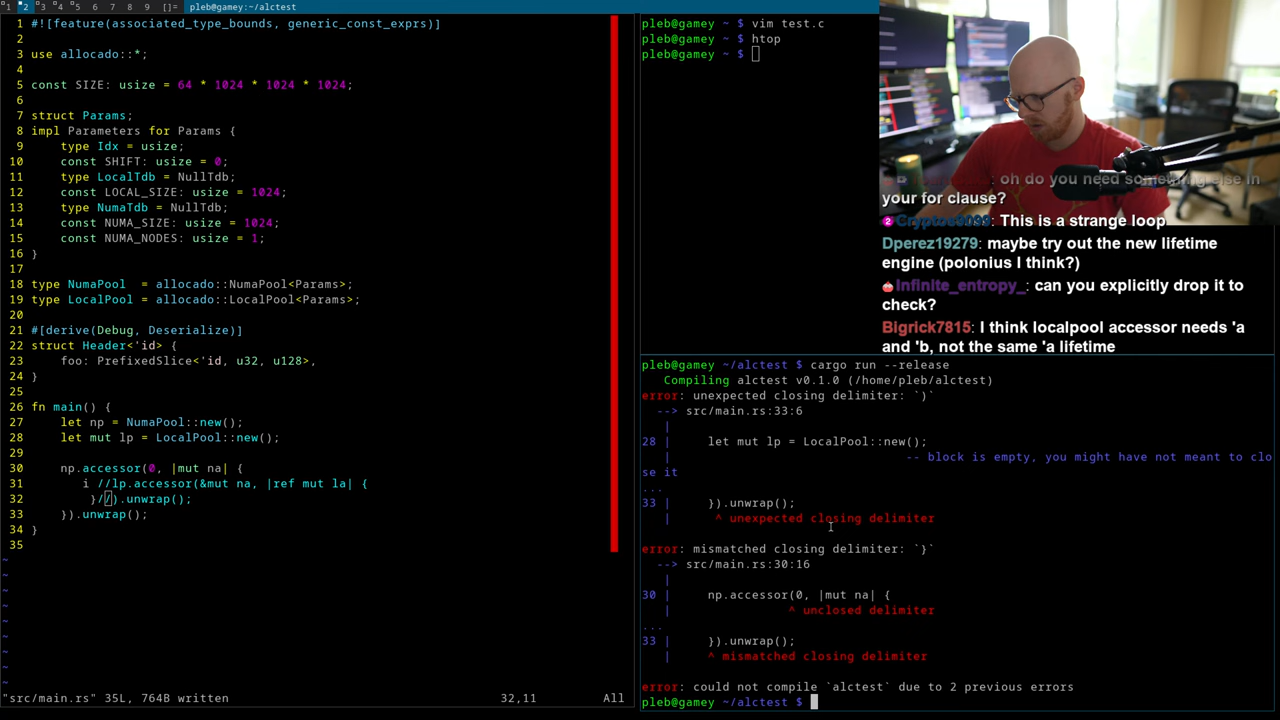 1 2 3 4 5 6 7 8 9 []= pleb@gamey:~/alctest
1 #![feature(associated_type_bounds, generic_const_exprs)]
2
3 use allocado::*;
4
5 const SIZE: usize = 64 * 1024 * 1024 * 1024;
6
7 struct Params;
8 impl Parameters for Params {
9 type Idx = usize;
10 const SHIFT: usize = 0;
11 type LocalTdb = NullTdb;
12 const LOCAL_SIZE: usize = 1024;
13 type NumaTdb = NullTdb;
14 const NUMA_SIZE: usize = 1024;
15 const NUMA_NODES: usize = 1;
16 }
17
18 type NumaPool = allocado::NumaPool<Params>;
19 type LocalPool = allocado::LocalPool<Params>;
20
21 #[derive(Debug, Deserialize)]
22 struct Header<'id> {
23 foo: PrefixedSlice<'id, u32, u128>,
24 }
25
26 fn main() {
27 let np = NumaPool::new();
28 let mut lp = LocalPool::new();
29
30 np.accessor(0, |mut na| {
31 i //lp.accessor(&mut na, |ref mut la| {
32 }//).unwrap();
33 }).unwrap();
34 }
35
~
~
~
~
~
~
~
~
~
"src/main.rs" 35L, 764B written 32,11 All
pleb@gamey ~ $ vim test.c
pleb@gamey ~ $ htop
pleb@gamey ~ $
oh do you need something else in
your for clause?
This is a strange loop
Dperez19279: maybe try out the new lifetime
engine (polonius I think?)
Infinite_entropy_: can you explicitly drop it to
check?
Bigrick7815: I think localpool accessor needs 'a
and 'b, not the same 'a lifetime
pleb@gamey ~/alctest $ cargo run --release
Compiling alctest v0.1.0 (/home/pleb/alctest)
error: unexpected closing delimiter: `)`
--> src/main.rs:33:6
|
28 | let mut lp = LocalPool::new();
| -- block is empty, you might have not meant to clo
se it
...
33 | }).unwrap();
| ^ unexpected closing delimiter
error: mismatched closing delimiter: `}`
--> src/main.rs:30:16
|
30 | np.accessor(0, |mut na| {
| ^ unclosed delimiter
...
33 | }).unwrap();
| ^ mismatched closing delimiter
error: could not compile `alctest` due to 2 previous errors
pleb@gamey ~/alctest $